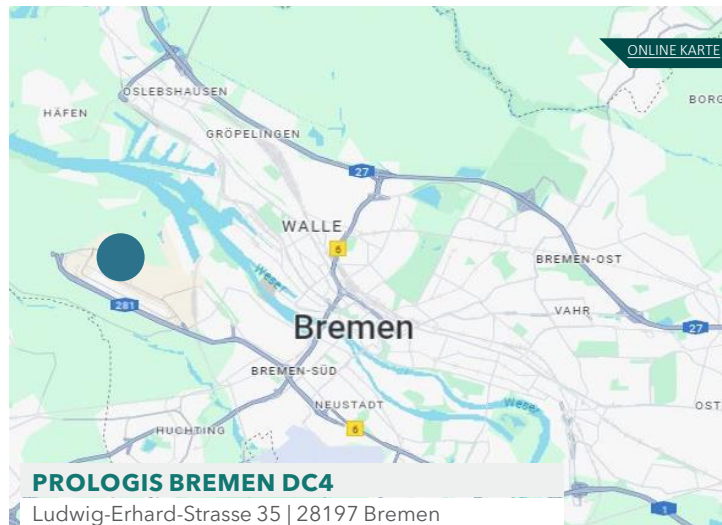 ONLINE KARTE
OSLEBSHAUSEN
BORG
HÄFEN
GRÖPELINGEN
27
WALLE
6
BREMEN-OST
Weser
281
VAHR
Bremen
27
BREMEN-SÜD
NEUSTADT
Weser
OST
HUCHTING
6
PROLOGIS BREMEN DC4
1
Ludwig-Erhard-Strasse 35 | 28197 Bremen